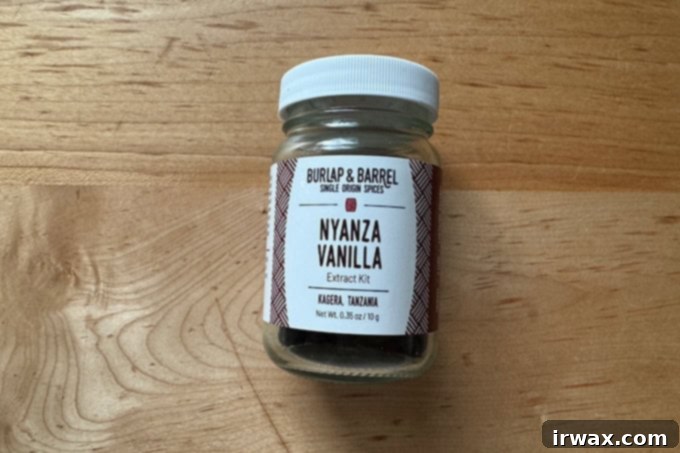 BURLAP & BARREL
SINGLE ORIGIN SPICES
NYANZA
VANILLA
Extract Kit
KAGERA, TANZANIA
Net Wt. 0.35 oz / 10 g
irwax.com